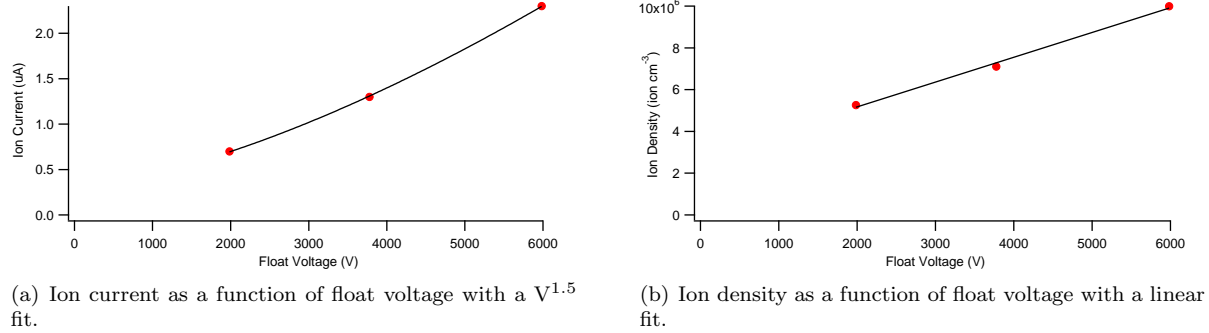 2.0
1.5
1.0
0.5
0.0
Ion Current (uA)
0 1000 2000 3000 4000 5000 6000
Float Voltage (V)
(a) Ion current as a function of float voltage with a V^1.5
fit.
10x10^6
8
6
4
2
0
Ion Density (ion cm^-3)
0 1000 2000 3000 4000 5000 6000
Float Voltage (V)
(b) Ion density as a function of float voltage with a linear
fit.